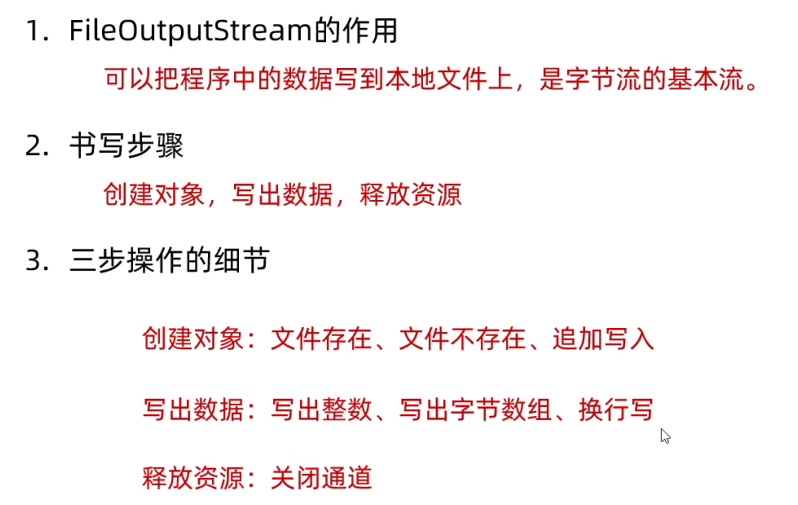 1. FileOutputStream的作用
可以把程序中的数据写到本地文件上，是字节流的基本流。
2. 书写步骤
创建对象，写出数据，释放资源
3. 三步操作的细节
创建对象：文件存在、文件不存在、追加写入
写出数据：写出整数、写出字节数组、换行写
释放资源：关闭通道